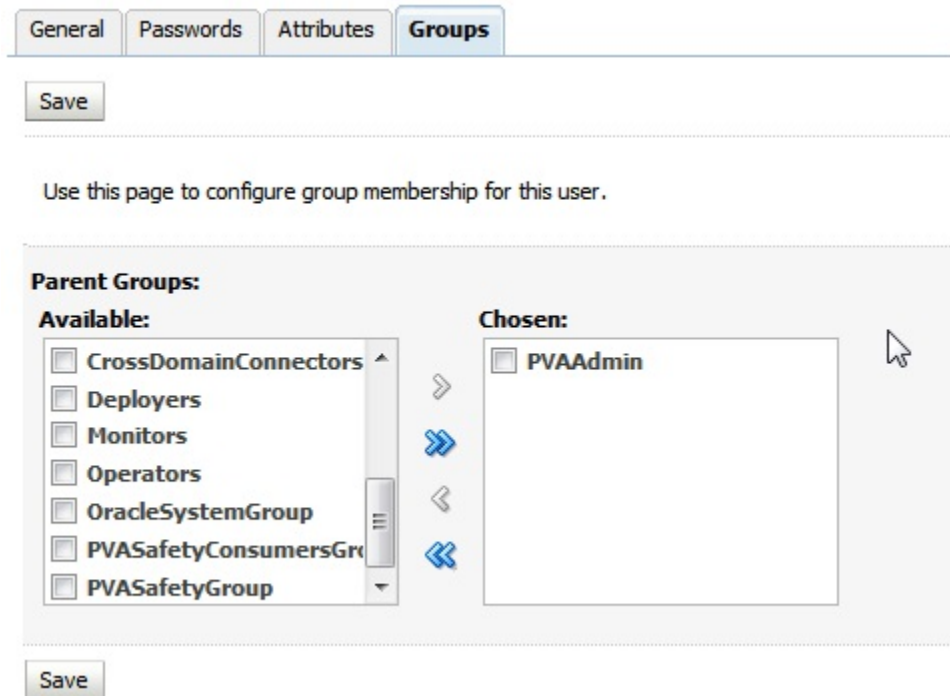 General Passwords Attributes Groups
Save
Use this page to configure group membership for this user.
Parent Groups:
Available:
Chosen:
CrossDomainConnectors
Deployers
Monitors
Operators
OracleSystemGroup
PVASafetyConsumersGro
PVASafetyGroup
PVAAdmin
Save